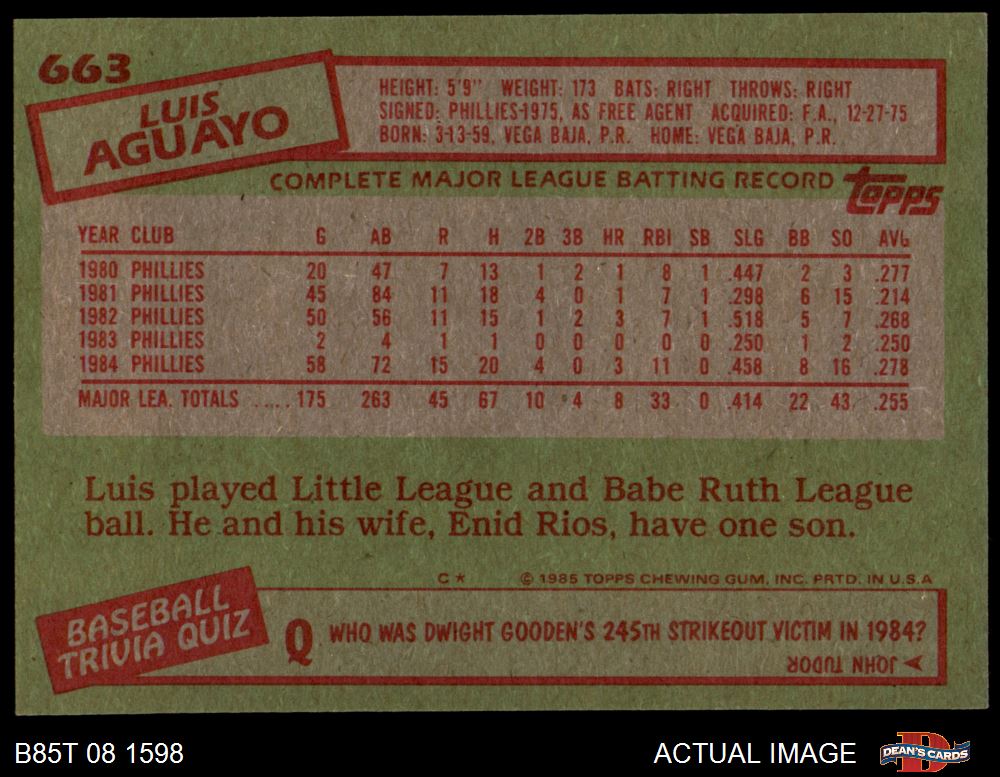 663
LUIS
AGUAYO
HEIGHT: 5'9" WEIGHT: 173 BATS: RIGHT THROWS: RIGHT
SIGNED: PHILLIES-1975, AS FREE AGENT ACQUIRED: F.A., 12-27-75
BORN: 3-13-59, VEGA BAJA, P.R. HOME: VEGA BAJA, P.R.
COMPLETE MAJOR LEAGUE BATTING RECORD topps
YEAR CLUB G AB R H 2B 3B HR RBI SB SLG BB SO AVG
1980 PHILLIES 20 47 7 13 1 2 1 8 1 .447 2 3 .277
1981 PHILLIES 45 84 11 18 4 0 1 7 1 .298 6 15 .214
1982 PHILLIES 50 56 11 15 1 2 3 7 1 .518 5 7 .268
1983 PHILLIES 2 4 1 1 0 0 0 0 0 .250 1 2 .250
1984 PHILLIES 58 72 15 20 4 0 3 11 0 .458 8 16 .278
MAJOR LEA. TOTALS ..... 175 263 45 67 10 4 8 33 0 .414 22 43 .255
Luis played Little League and Babe Ruth League
ball. He and his wife, Enid Rios, have one son.
C* © 1985 TOPPS CHEWING GUM, INC. PRTD. IN U.S.A
BASEBALL
TRIVIA QUIZ
Q WHO WAS DWIGHT GOODEN'S 245TH STRIKEOUT VICTIM IN 1984?
JOHN TUDOR
B85T 08 1598 ACTUAL IMAGE D DEAN'S CARDS